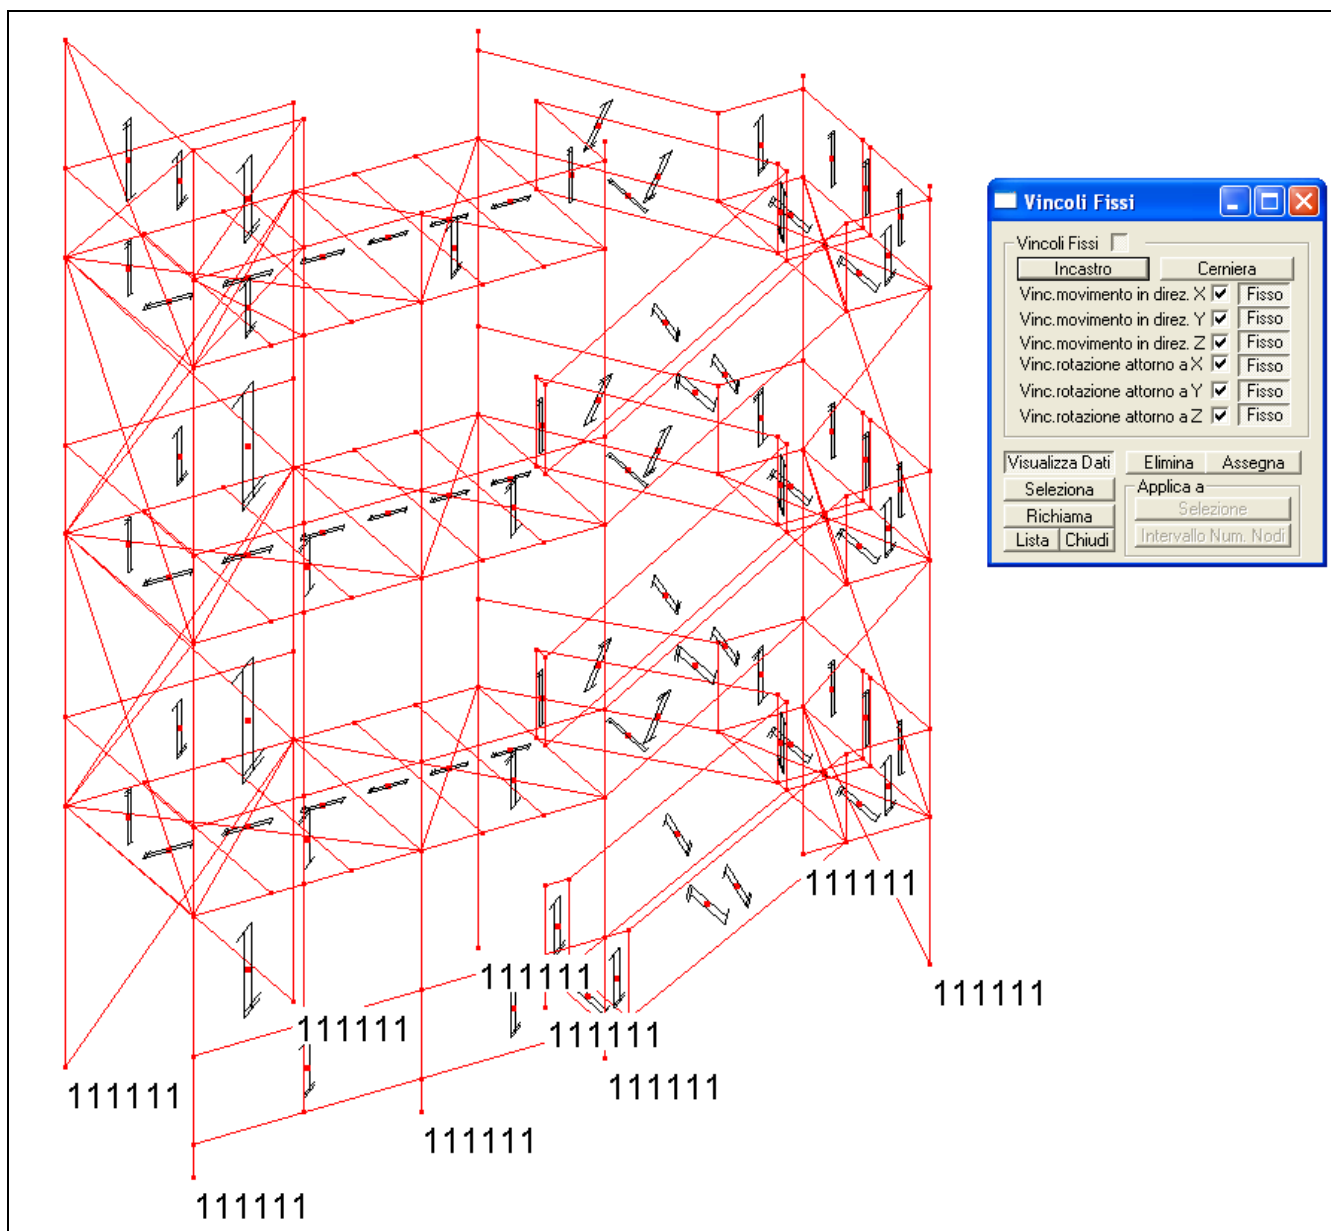 Vincoli Fissi
Vincoli Fissi
Incastro Cerniera
Vinc.movimento in direz. X Fisso
Vinc.movimento in direz. Y Fisso
Vinc.movimento in direz. Z Fisso
Vinc.rotazione attorno a X Fisso
Vinc.rotazione attorno a Y Fisso
Vinc.rotazione attorno a Z Fisso
Visualizza Dati Elimina Assegna
Seleziona Applica a
Selezione
Richiama
Intervallo Num. Nodi
Lista Chiudi
111111
111111
111111
111111
111111
111111
111111
111111
111111